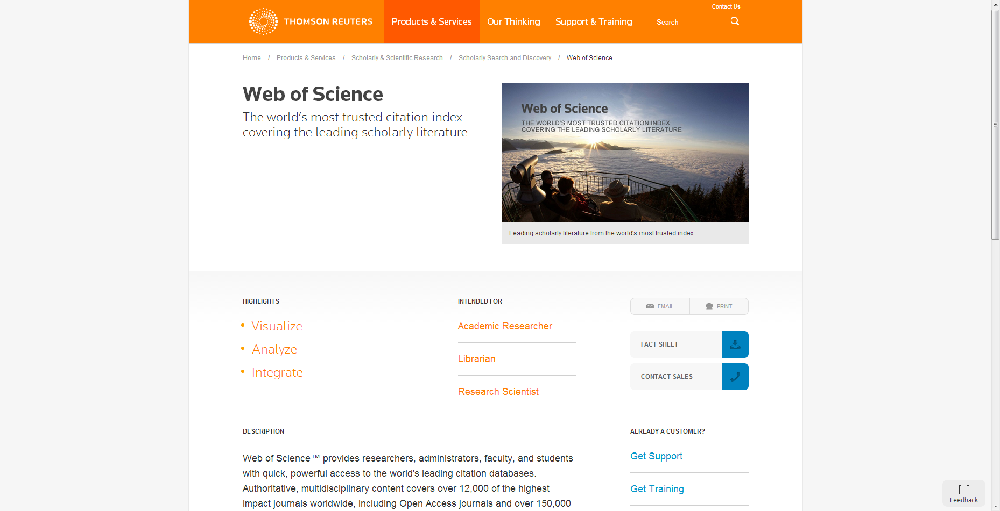 Contact Us
THOMSON REUTERS
Products & Services
Our Thinking
Support & Training
Search
Home / Products & Services / Scholarly & Scientific Research / Scholarly Search and Discovery / Web of Science
Web of Science
The world's most trusted citation index
covering the leading scholarly literature
Web of Science
THE WORLD'S MOST TRUSTED CITATION INDEX
COVERING THE LEADING SCHOLARLY LITERATURE
Leading scholarly literature from the world's most trusted index
HIGHLIGHTS
• Visualize
• Analyze
• Integrate
INTENDED FOR
Academic Researcher
Librarian
Research Scientist
EMAIL
PRINT
FACT SHEET
CONTACT SALES
DESCRIPTION
Web of Science™ provides researchers, administrators, faculty, and students
with quick, powerful access to the world's leading citation databases.
Authoritative, multidisciplinary content covers over 12,000 of the highest
impact journals worldwide, including Open Access journals and over 150,000
ALREADY A CUSTOMER?
Get Support
Get Training
[+]
Feedback